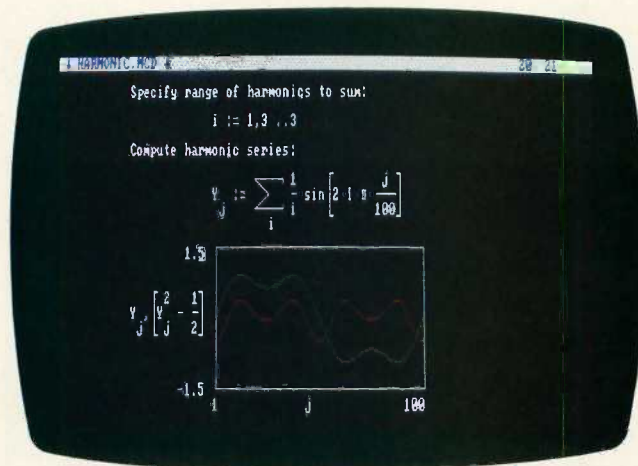 HARMONIC.MCD 20 21
Specify range of harmonics to sum:
i := 1,3 ..3
Compute harmonic series:
Y j := ∑ i 1/i sin[2·i·π·j/100]
1.5
Y j, [Y j 2 - 1/2]
-1.5
1 j 100